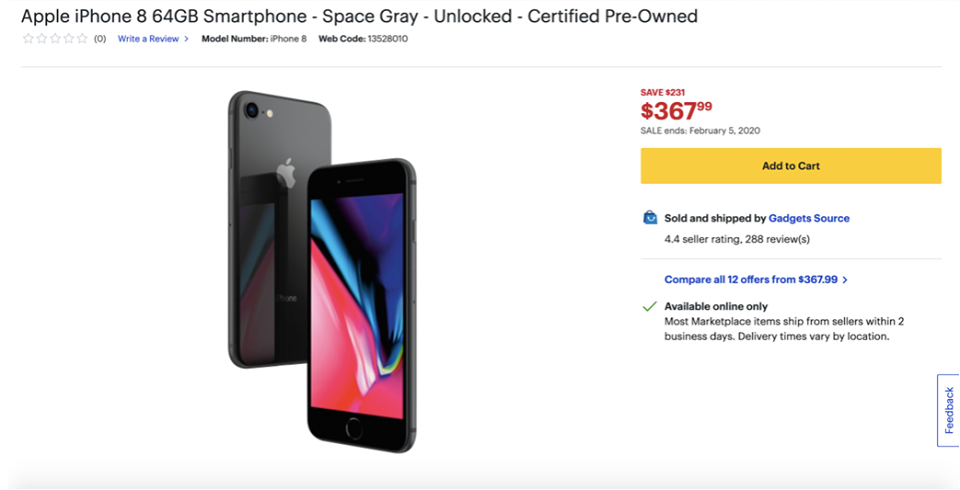 Apple iPhone 8 64GB Smartphone - Space Gray - Unlocked - Certified Pre-Owned
(0) Write a Review > Model Number: iPhone 8 Web Code: 13528010
SAVE $231
$36799
SALE ends: February 5, 2020
Add to Cart
Sold and shipped by Gadgets Source
4.4 seller rating, 288 review(s)
Compare all 12 offers from $367.99 >
Available online only
Most Marketplace items ship from sellers within 2
business days. Delivery times vary by location.
iPhone
Feedback